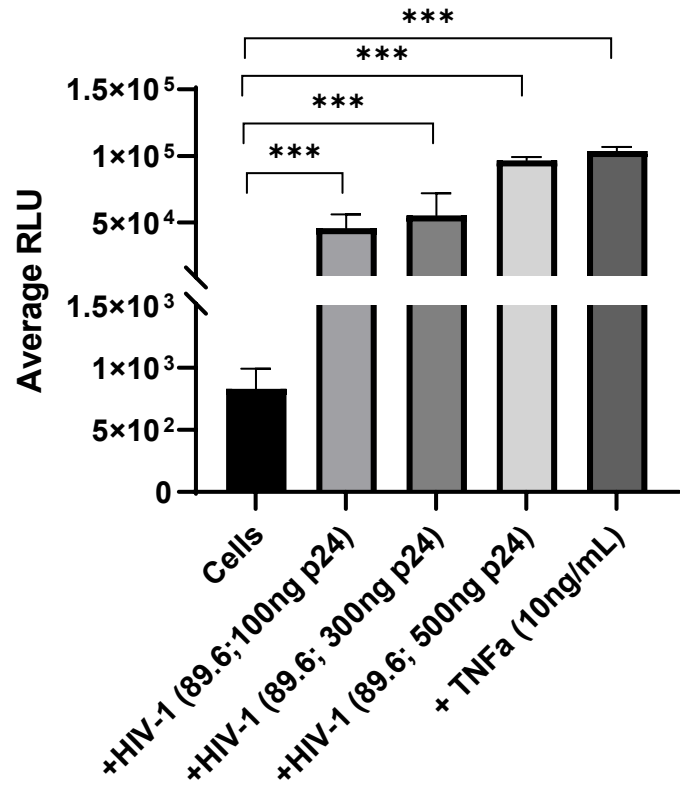 ***
***
***
***
Average RLU
1.5×10⁵
1×10⁵
5×10⁴
1.5×10³
1×10³
5×10²
0
Cells
+HIV-1 (89.6;100ng p24)
+HIV-1 (89.6; 300ng p24)
+HIV-1 (89.6; 500ng p24)
+ TNFa (10ng/mL)